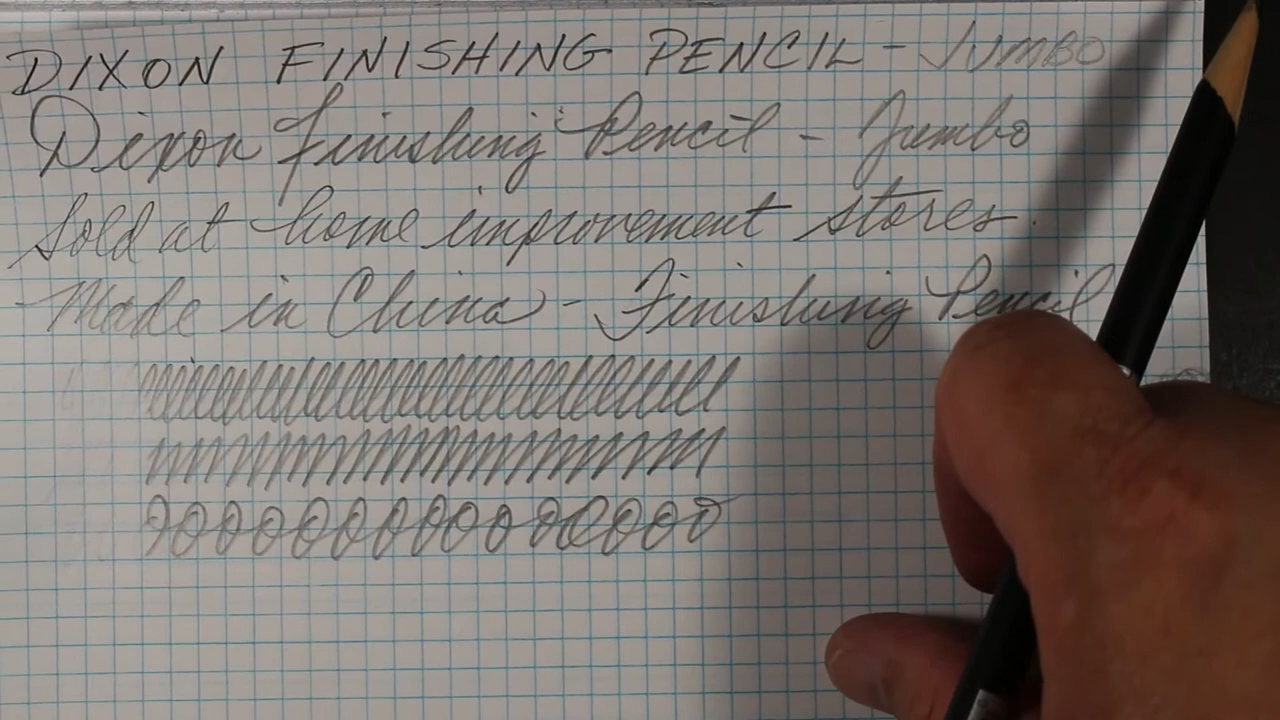 DIXON FINISHING PENCIL - JUMBO
Dixon Finishing Pencil - Jumbo
Sold at home improvement stores.
Made in China - Finishing Pencil